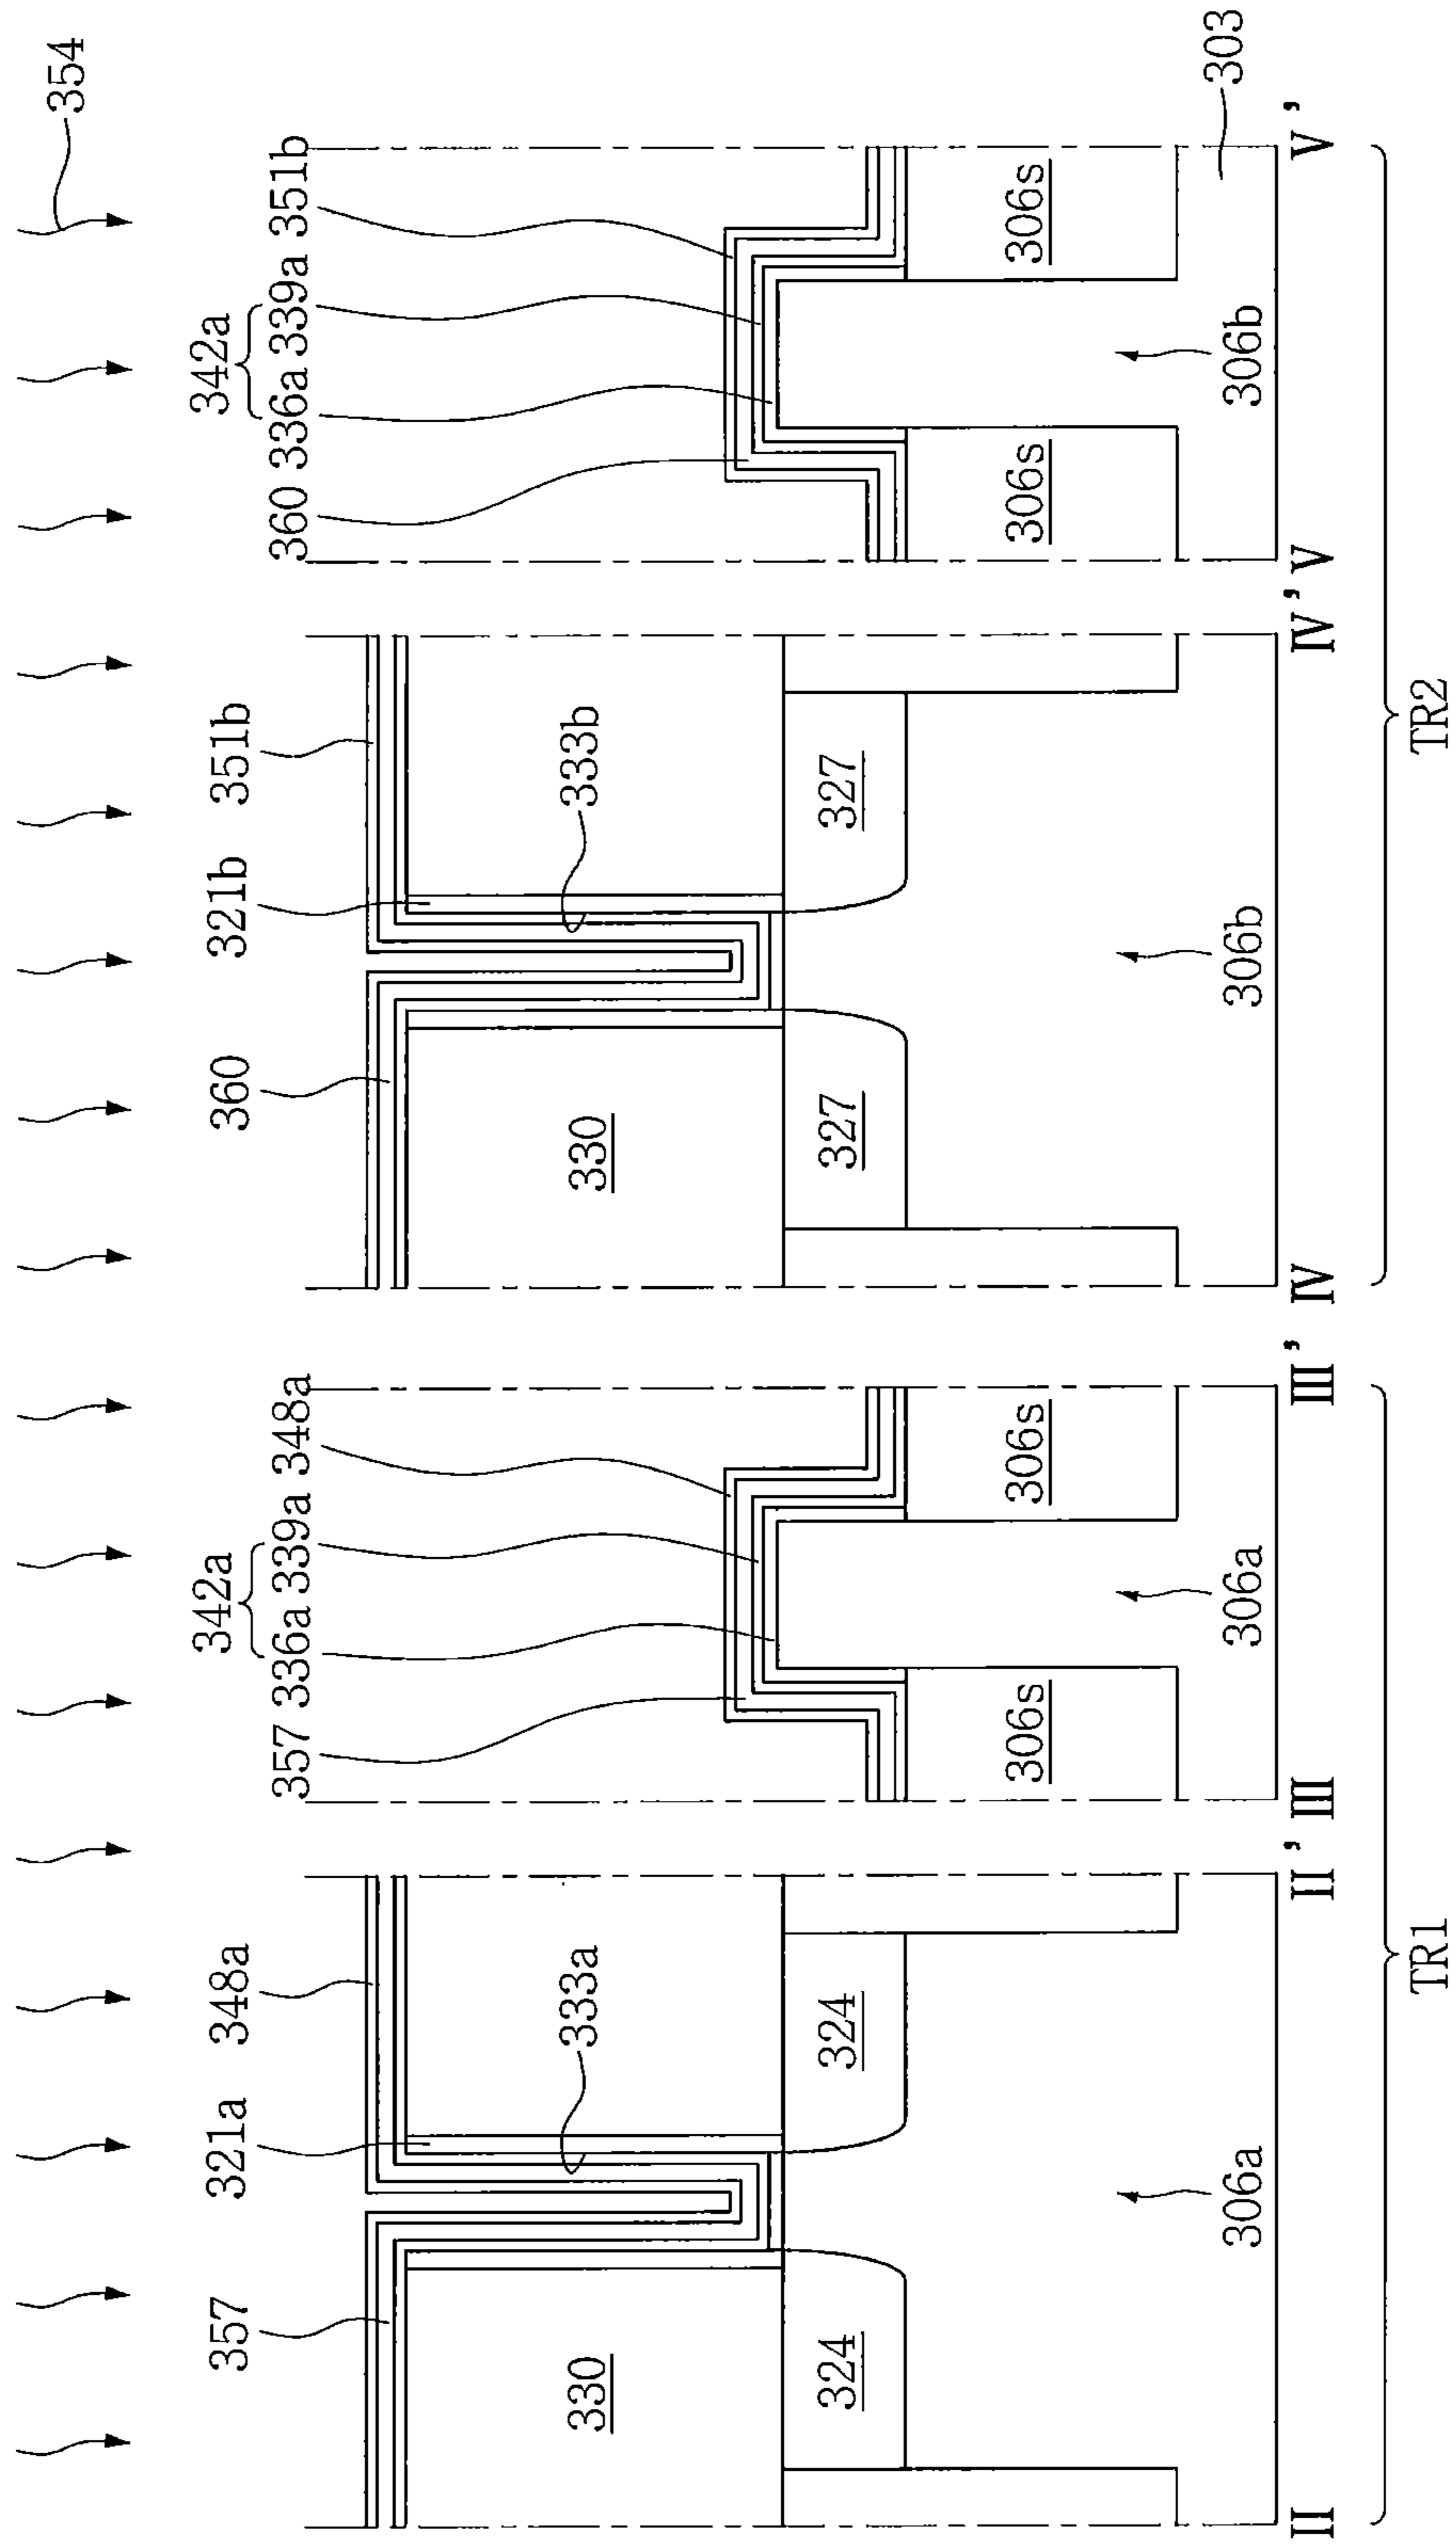 354
342a
342a
357 321a 348a
357 336a 339a 348a
360 321b 351b
360 336a 339a 351b
333a
333b
330
330
324
324
306s
306s
327
327
306s
306s
306a
306a
306b
306b
303
II
II'
III
III'
IV
IV'
V
V'
TR1
TR2